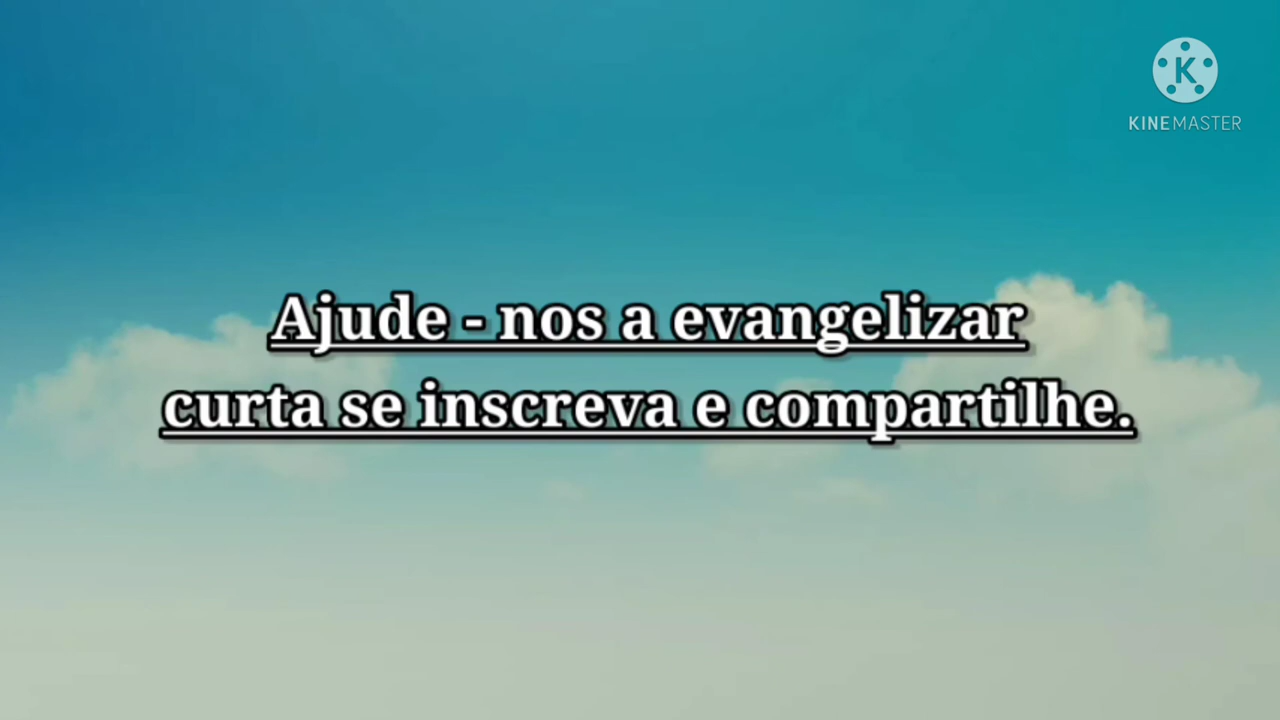 K
KINEMASTER
Ajude - nos a evangelizar
curta se inscreva e compartilhe.